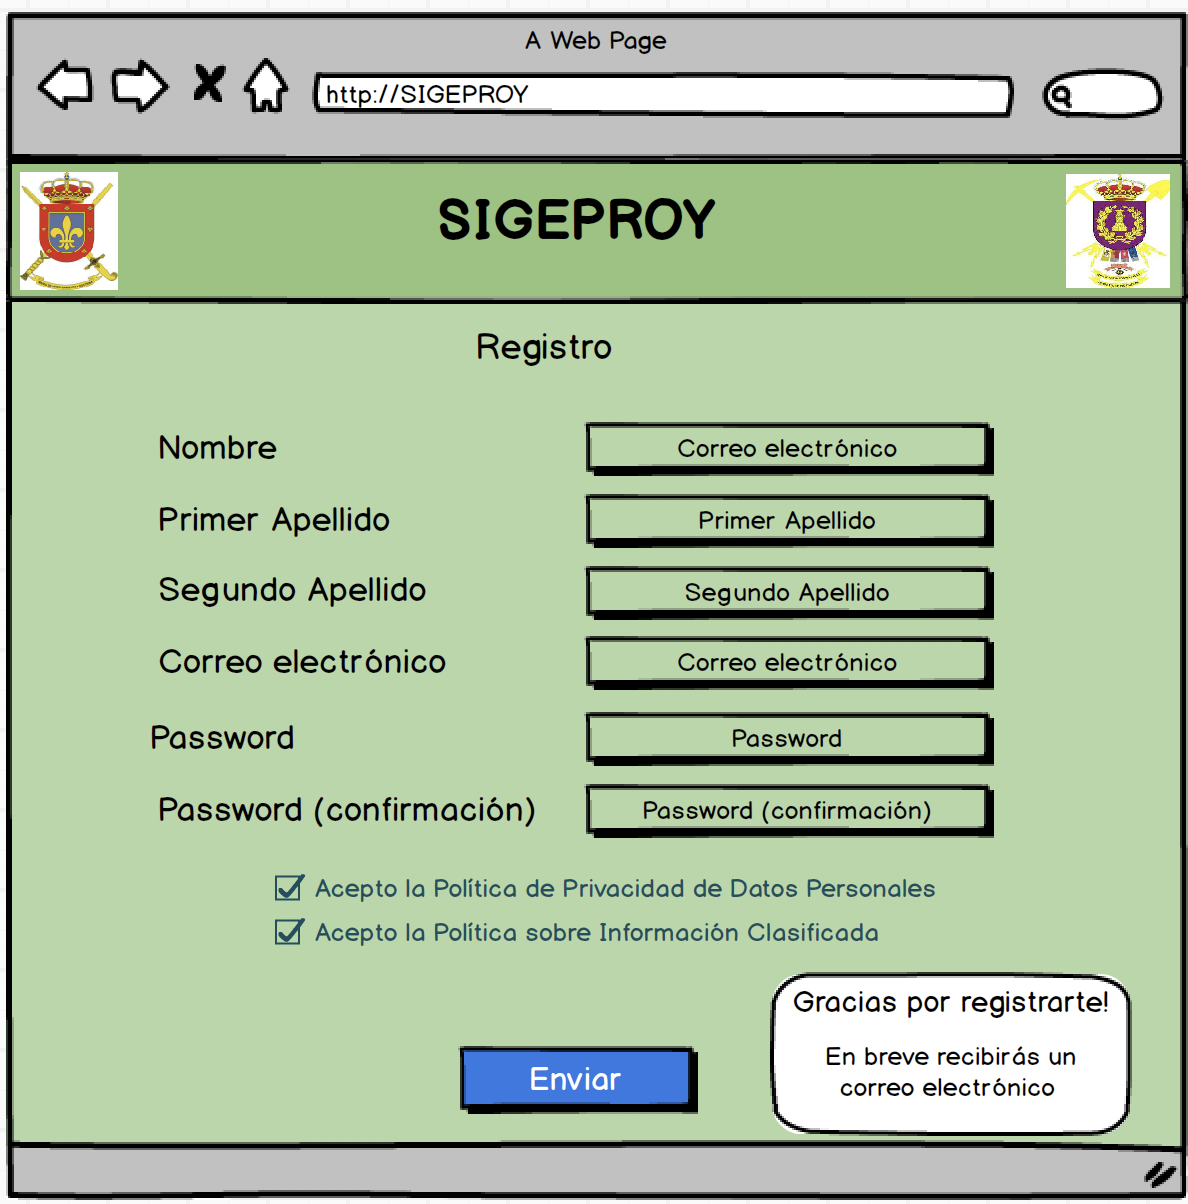 A Web Page
http://SIGEPROY
SIGEPROY
Registro
Nombre
Correo electrónico
Primer Apellido
Primer Apellido
Segundo Apellido
Segundo Apellido
Correo electrónico
Correo electrónico
Password
Password
Password (confirmación)
Password (confirmación)
Acepto la Política de Privacidad de Datos Personales
Acepto la Política sobre Información Clasificada
Gracias por registrarte!
En breve recibirás un
correo electrónico
Enviar